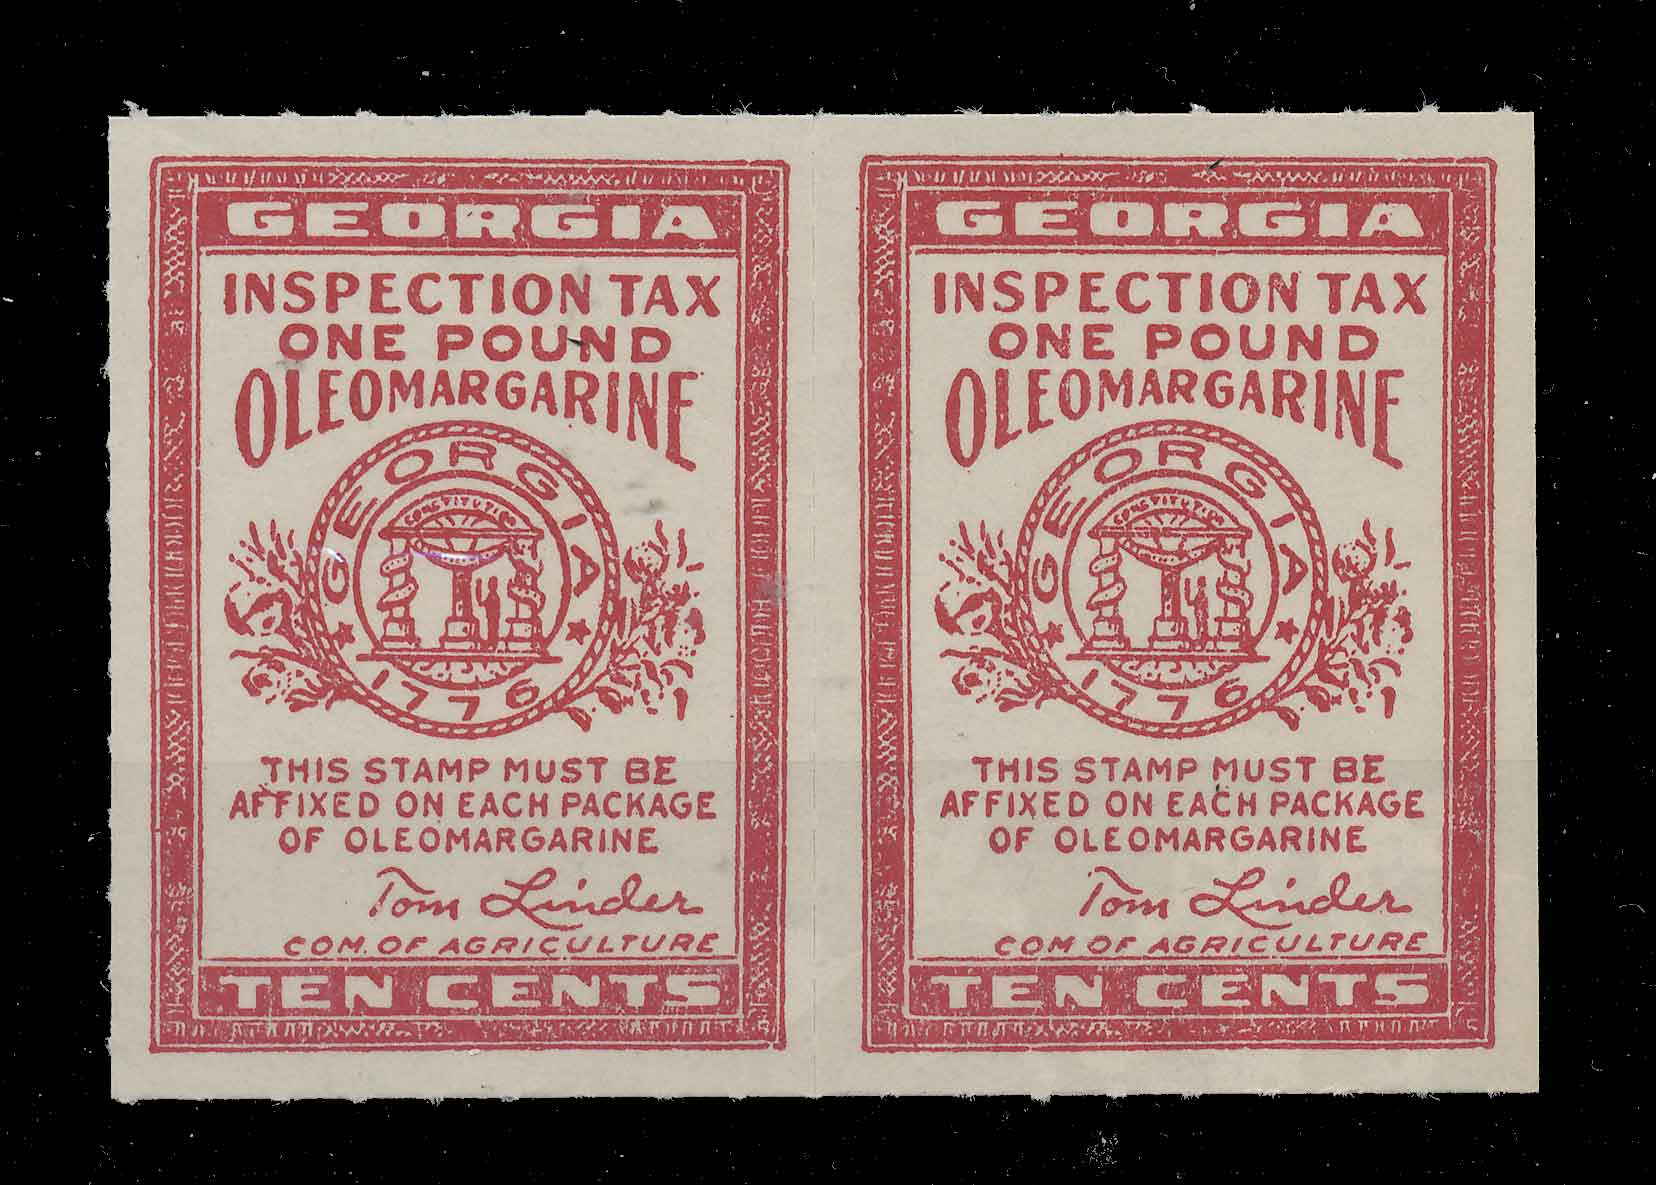 GEORGIA
INSPECTION TAX
ONE POUND
OLEOMARGARINE
GEORGIA
CONSTITUTION
1776
THIS STAMP MUST BE
AFFIXED ON EACH PACKAGE
OF OLEOMARGARINE
Tom Linder
COM. OF AGRICULTURE
TEN CENTS
GEORGIA
INSPECTION TAX
ONE POUND
OLEOMARGARINE
GEORGIA
CONSTITUTION
1776
THIS STAMP MUST BE
AFFIXED ON EACH PACKAGE
OF OLEOMARGARINE
Tom Linder
COM. OF AGRICULTURE
TEN CENTS